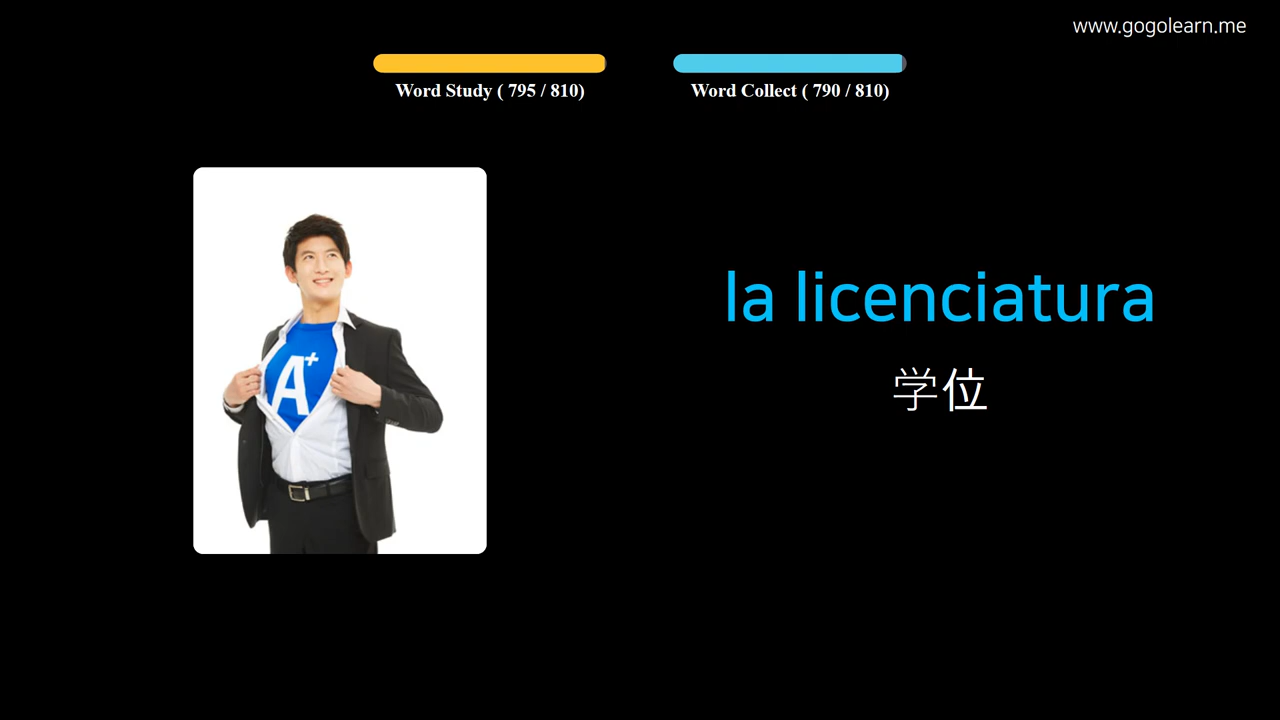 www.gogolearn.me
Word Study ( 795 / 810)
Word Collect ( 790 / 810)
A+
la licenciatura
学位